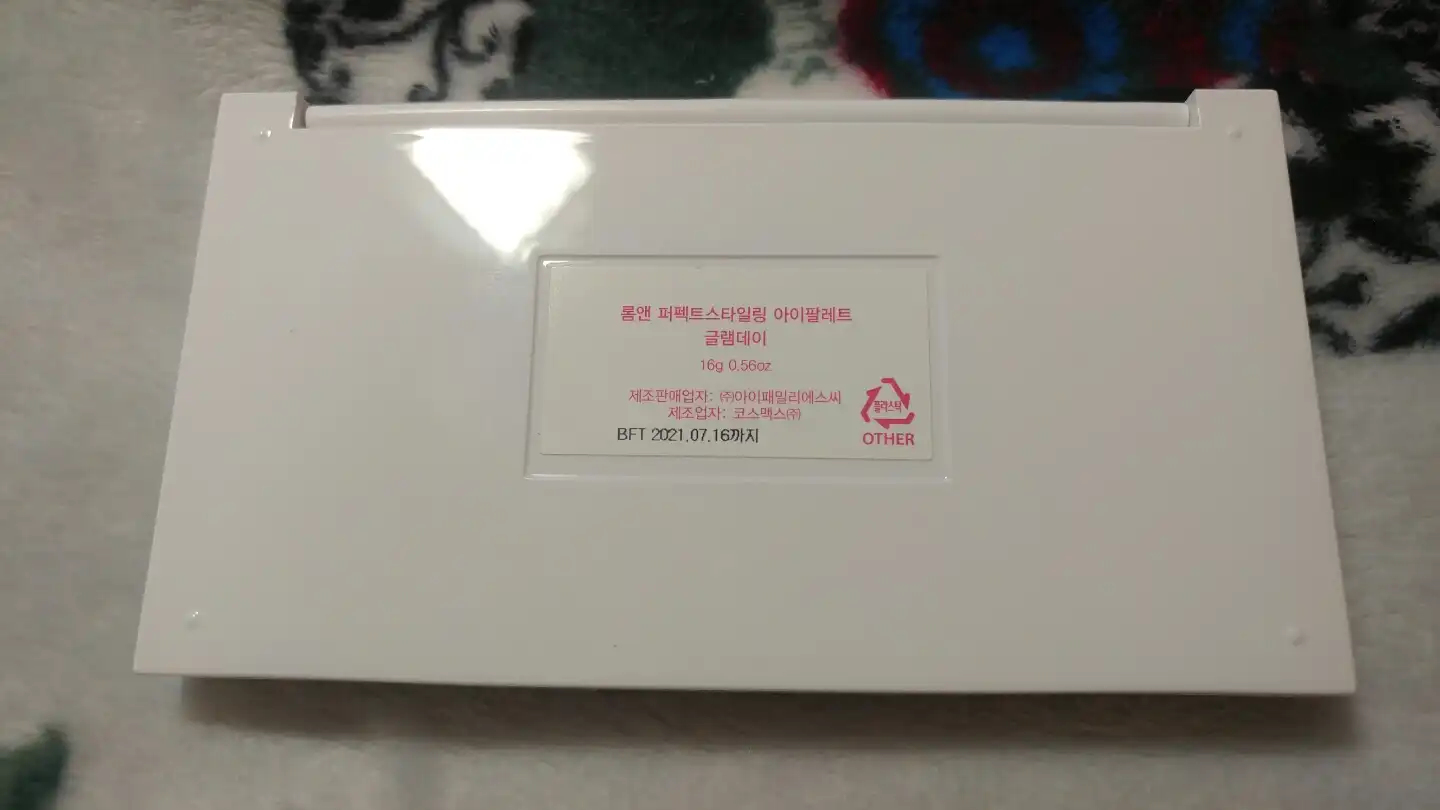 롬앤 퍼펙트스타일링 아이팔레트
글램데이
16g 0.56oz
제조판매업자: ㈜아이패밀리에스씨
제조업자: 코스맥스㈜
BFT 2021.07.16까지
플라스틱
OTHER